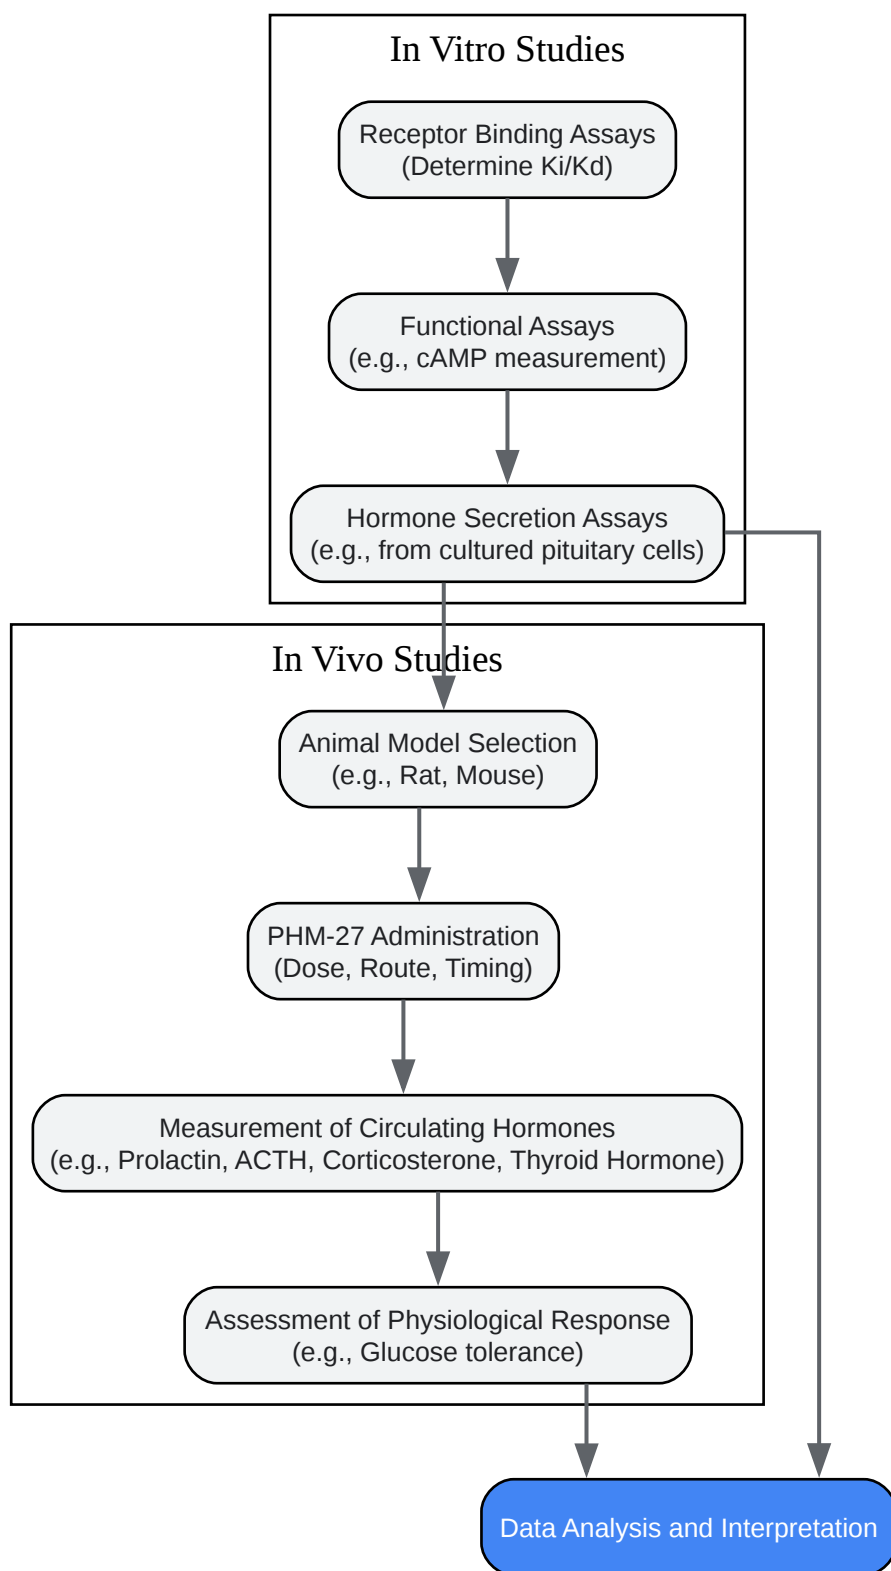 In Vitro Studies
Receptor Binding Assays
(Determine Ki/Kd)
Functional Assays
(e.g., cAMP measurement)
Hormone Secretion Assays
(e.g., from cultured pituitary cells)
In Vivo Studies
Animal Model Selection
(e.g., Rat, Mouse)
PHM-27 Administration
(Dose, Route, Timing)
Measurement of Circulating Hormones
(e.g., Prolactin, ACTH, Corticosterone, Thyroid Hormone)
Assessment of Physiological Response
(e.g., Glucose tolerance)
Data Analysis and Interpretation